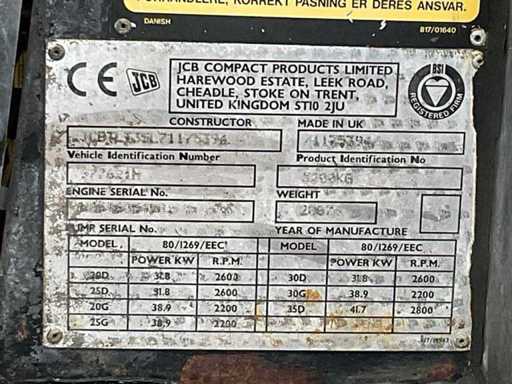 FORHANDLERE, KORREKT PASNING ER DERES ANSVAR.
DANISH 817/01640
CE JCB JCB COMPACT PRODUCTS LIMITED
HAREWOOD ESTATE, LEEK ROAD,
CHEADLE, STOKE ON TRENT,
UNITED KINGDOM ST10 2JU
BSI
REGISTERED FIRM
CONSTRUCTOR MADE IN UK
1175394
Vehicle Identification Number Product Identification No
ENGINE SERIAL No. WEIGHT
UMP SERIAL No. YEAR OF MANUFACTURE
MODEL 80/1269/EEC MODEL 80/1269/EEC
POWER KW R.P.M. POWER KW R.P.M.
20D 31.8 2600 30D 31.8 2600
25D 31.8 2600 30G 38.9 2200
20G 38.9 2200 35D 41.7 2800
25G 38.9 2200